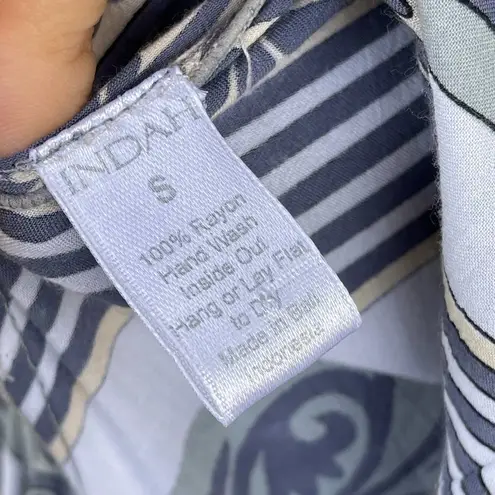 INDAH
S
100% Rayon
Hand Wash
Inside Out
Hang or Lay Flat
to Dry
Made in Bali
Indonesia